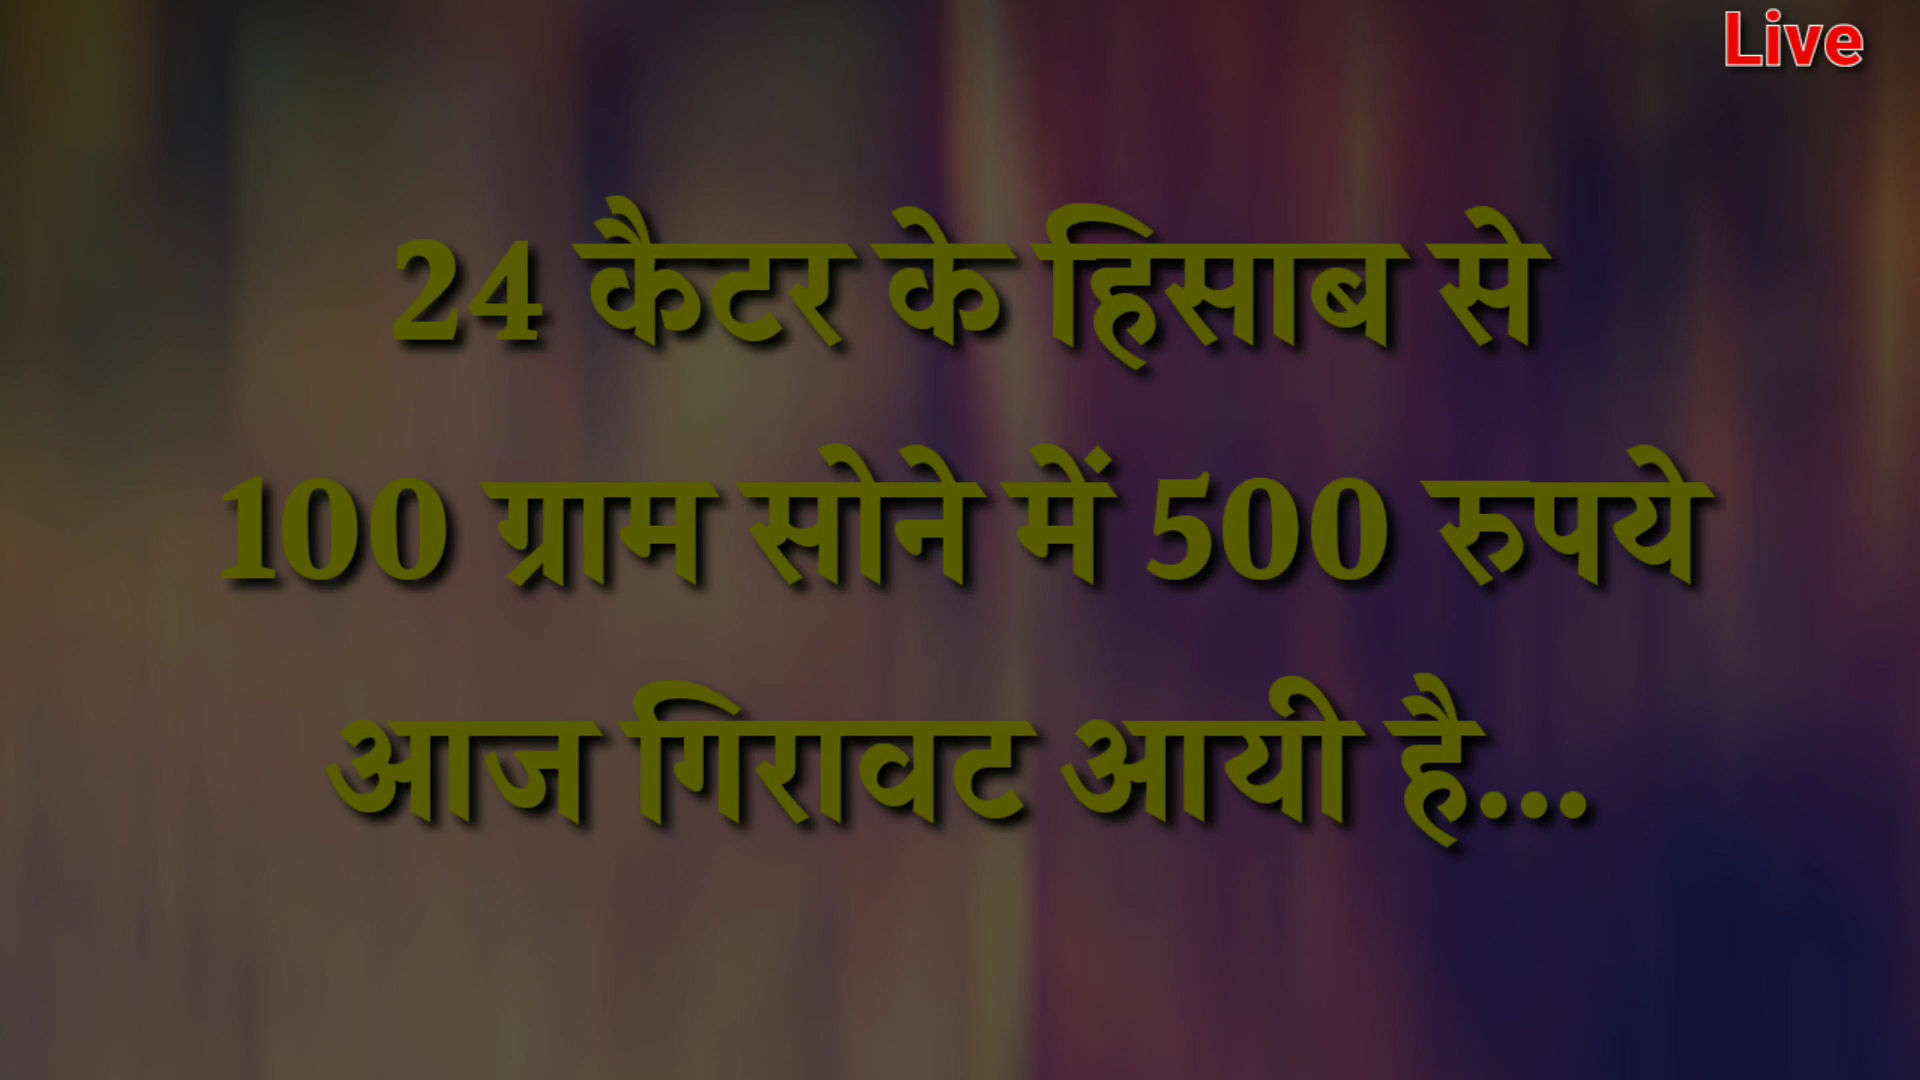 Live
24 कैटर के हिसाब से
100 ग्राम सोने में 500 रुपये
आज गिरावट आयी है...